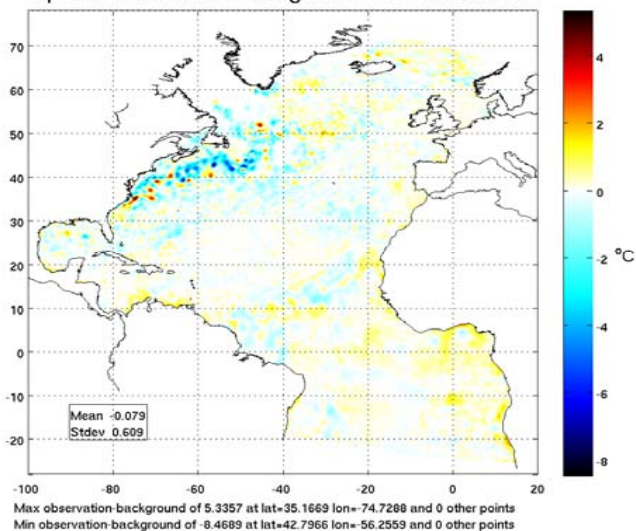 70
60
50
40
30
20
10
0
-10
-20
-100 -80 -60 -40 -20 0 20
4
2
0
-2
-4
-6
-8
°C
Mean -0.079
Stdev 0.609
Max observation-background of 5.3357 at lat=35.1669 lon=-74.7288 and 0 other points
Min observation-background of -8.4689 at lat=42.7966 lon=-56.2559 and 0 other points